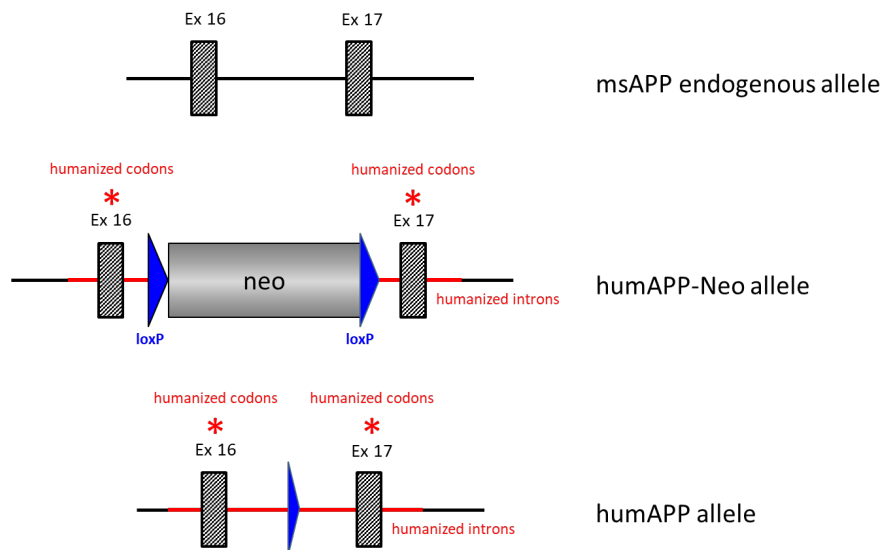 Ex 16
Ex 17
msAPP endogenous allele
humanized codons
humanized codons
*
*
Ex 16
Ex 17
neo
humAPP-Neo allele
humanized introns
loxP
loxP
humanized codons
humanized codons
*
*
Ex 16
Ex 17
humAPP allele
humanized introns